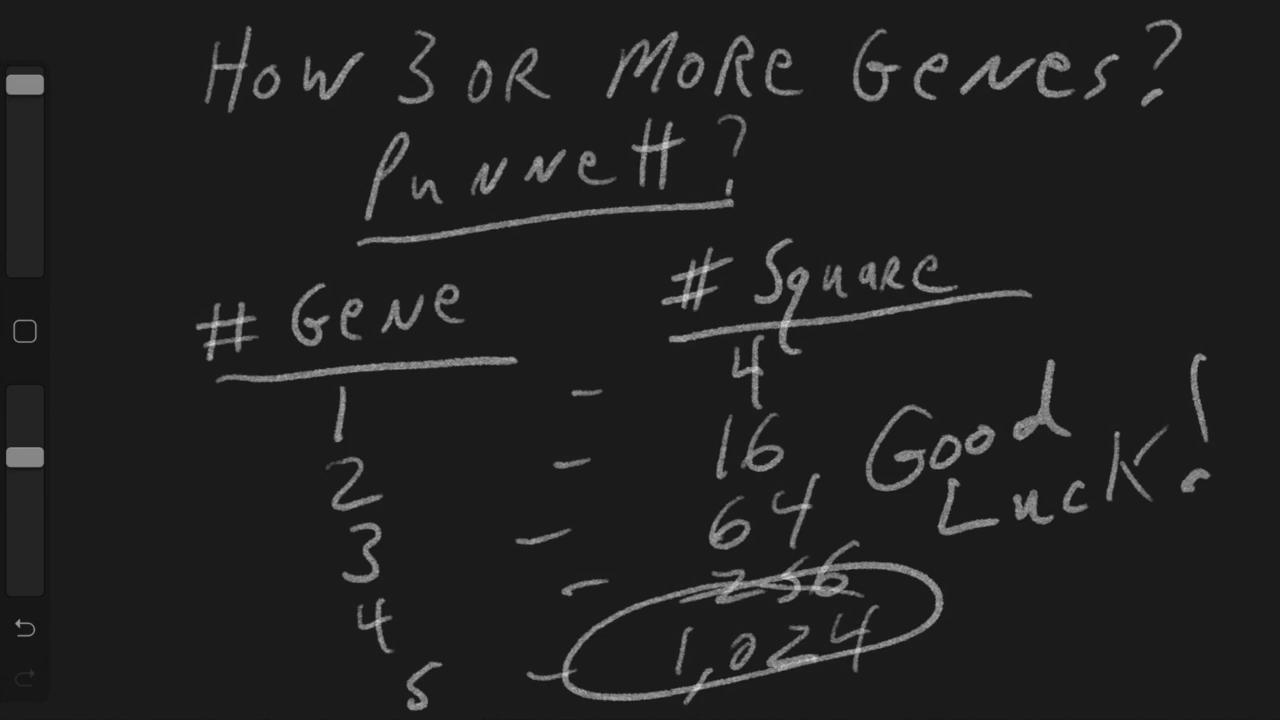 How 3 OR MORE GeNes?
PuNNett?
# GeNe # Square
1 - 4
2 - 16
3 - 64
4 - 256
5 - 1,024
Good
Luck!